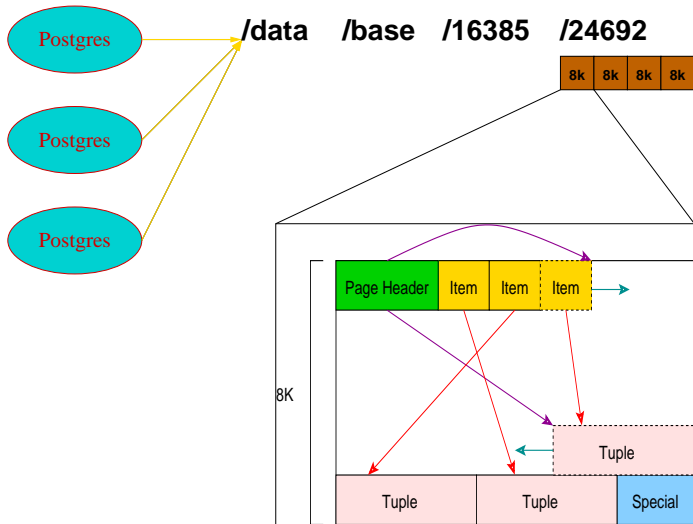 Postgres
Postgres
Postgres
/data /base /16385 /24692
8k 8k 8k 8k
Page Header Item Item Item
8K
Tuple
Tuple Tuple Special